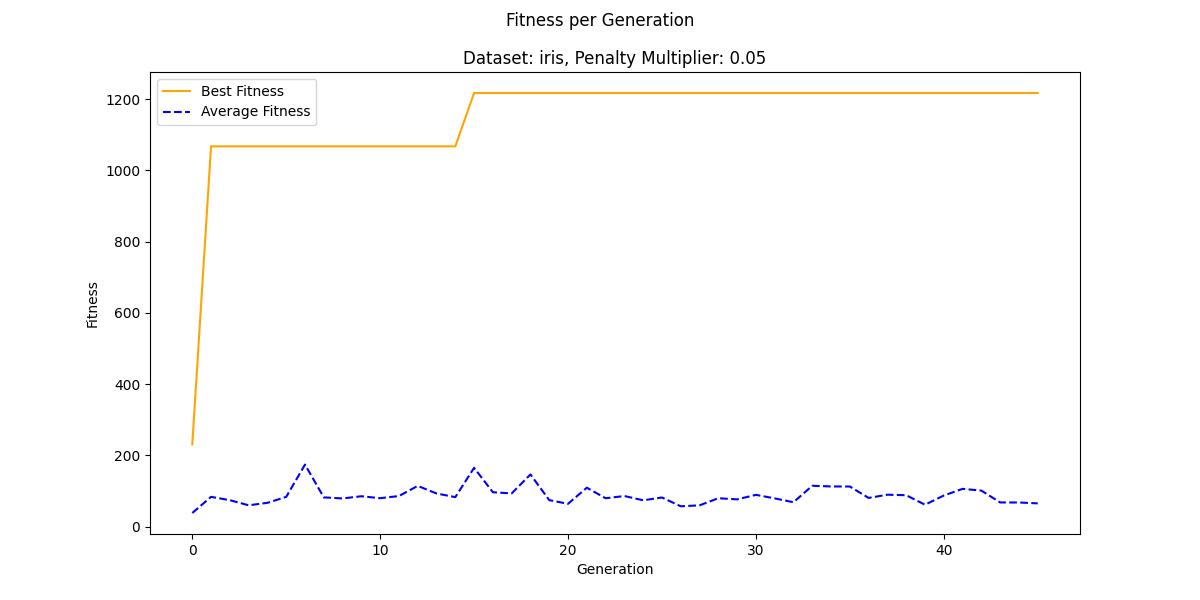 Fitness per Generation
Dataset: iris, Penalty Multiplier: 0.05
Best Fitness
Average Fitness
1200
1000
800
600
400
200
0
Fitness
0 10 20 30 40
Generation